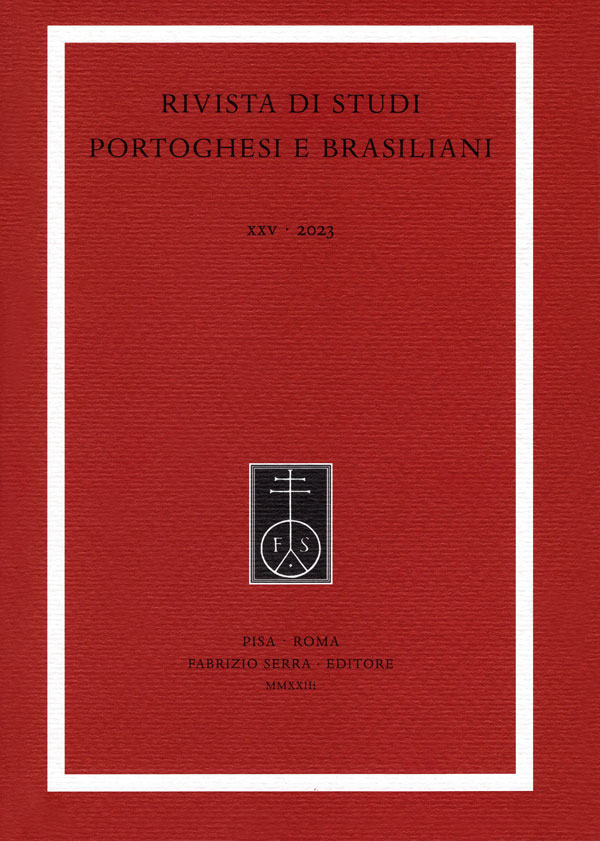 RIVISTA DI STUDI
PORTOGHESI E BRASILIANI
XXV · 2023
F S
PISA · ROMA
FABRIZIO SERRA · EDITORE
MMXXIII